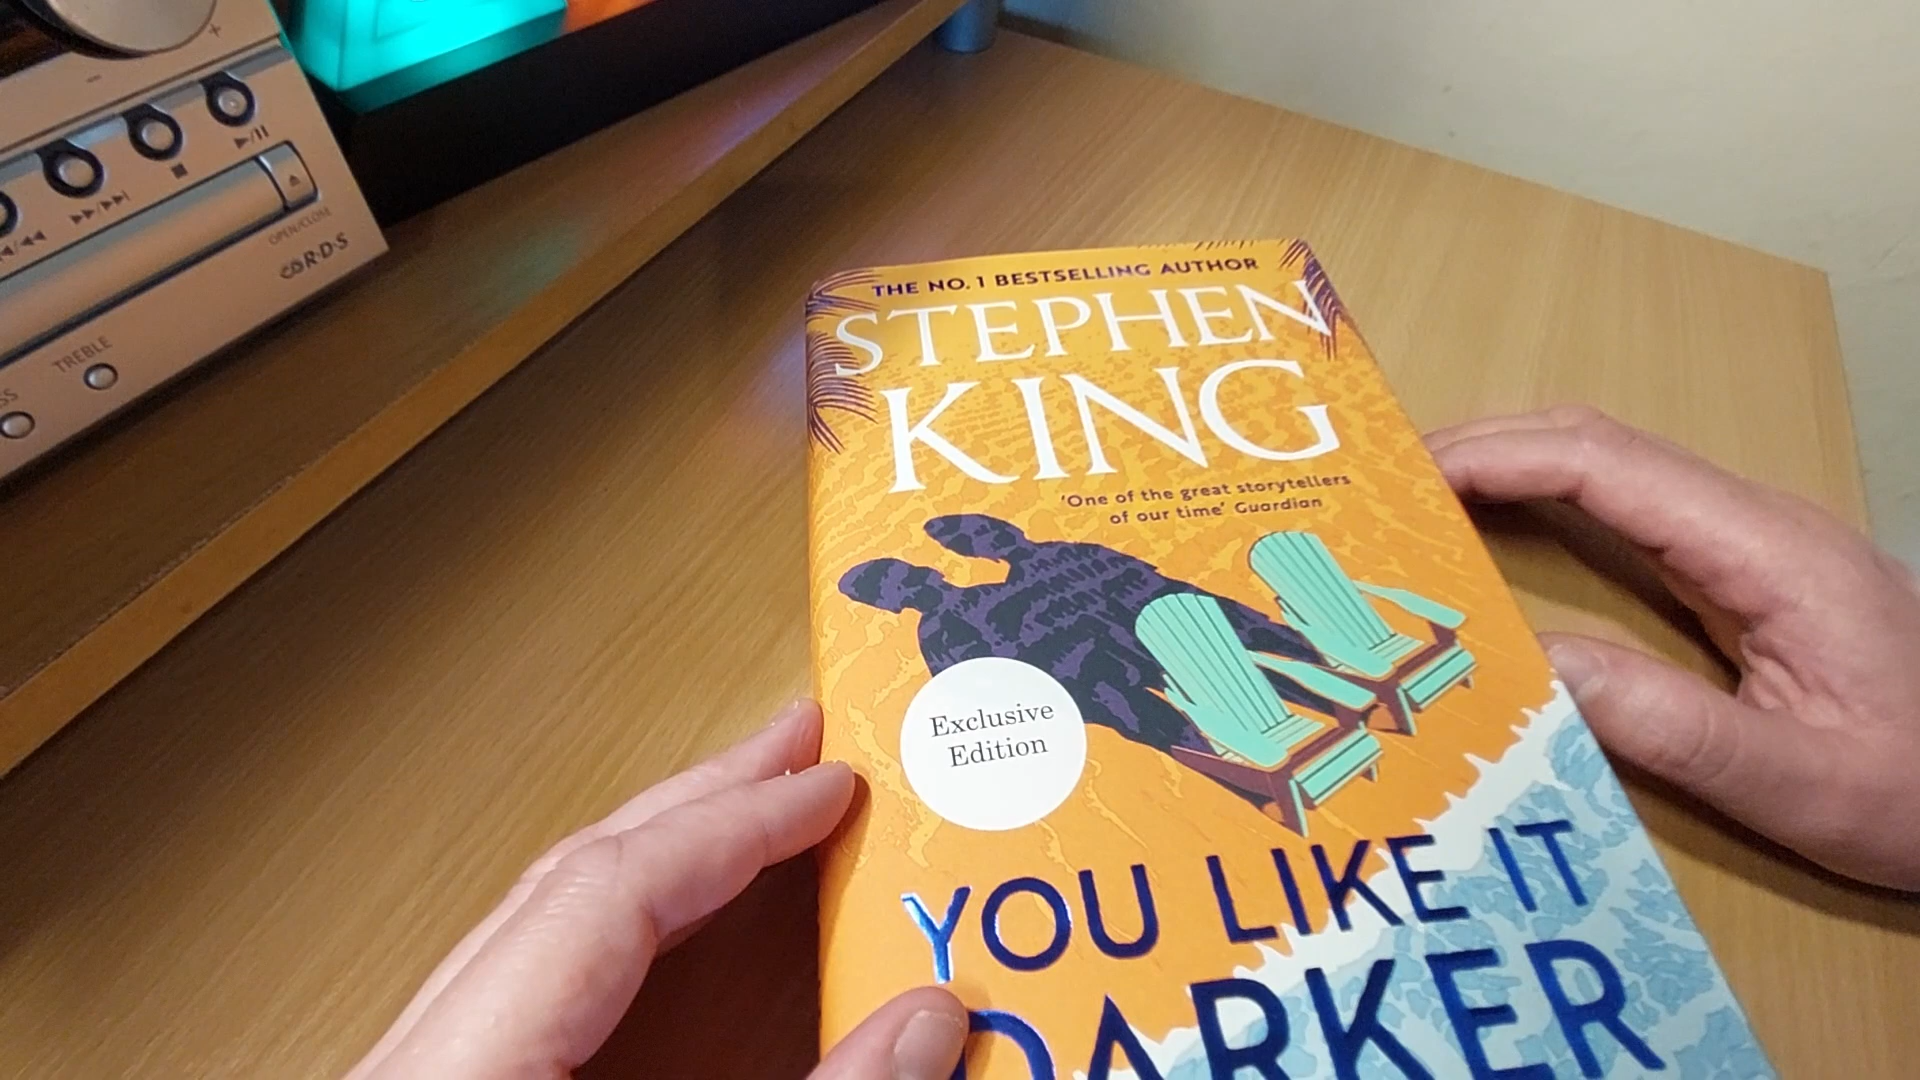 OPEN/CLOSE
TREBLE
THE NO. 1 BESTSELLING AUTHOR
STEPHEN
KING
'One of the great storytellers
of our time' Guardian
Exclusive
Edition
YOU LIKE IT
DARKER